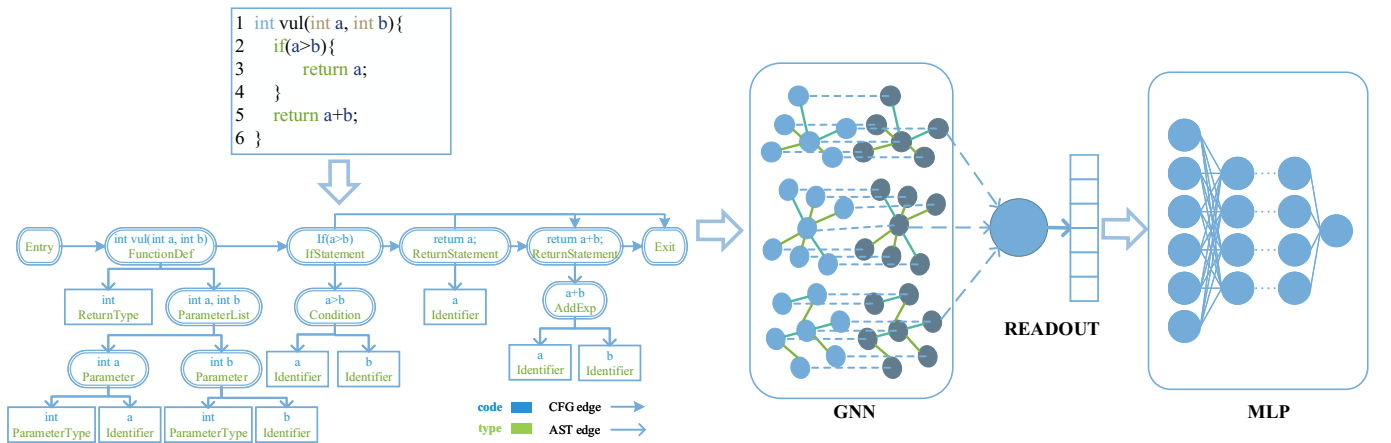 1 int vul(int a, int b){
2 if(a>b){
3 return a;
4 }
5 return a+b;
6 }
Entry
int vul(int a, int b)
FunctionDef
If(a>b)
IfStatement
return a;
ReturnStatement
return a+b;
ReturnStatement
Exit
int
ReturnType
int a, int b
ParameterList
a>b
Condition
a
Identifier
a+b
AddExp
int a
Parameter
int b
Parameter
a
Identifier
b
Identifier
a
Identifier
b
Identifier
int
ParameterType
a
Identifier
int
ParameterType
b
Identifier
code
CFG edge
type
AST edge
GNN
READOUT
MLP